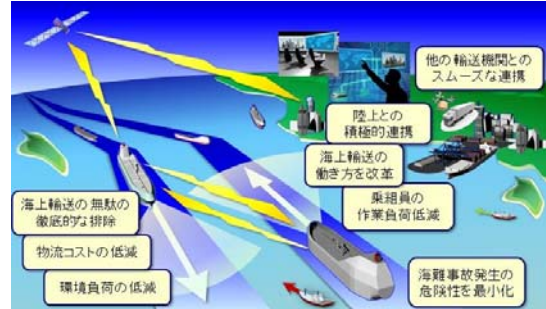 他の輸送機関との
スムーズな連携
陸上との
積極的連携
海上輸送の
働き方を改革
乗組員の
作業負荷低減
海上輸送の無駄の
徹底的な排除
物流コストの低減
環境負荷の低減
海難事故発生の
危険性を最小化